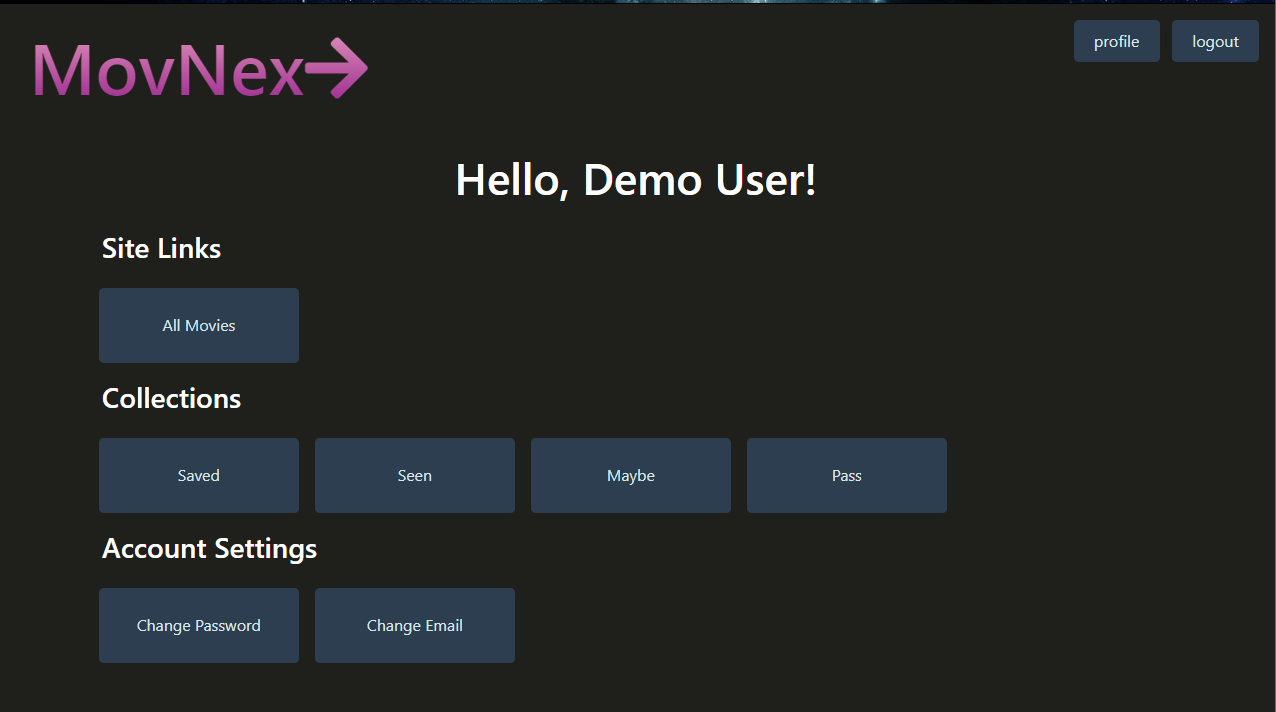 MovNex
profile
logout
Hello, Demo User!
Site Links
All Movies
Collections
Saved
Seen
Maybe
Pass
Account Settings
Change Password
Change Email